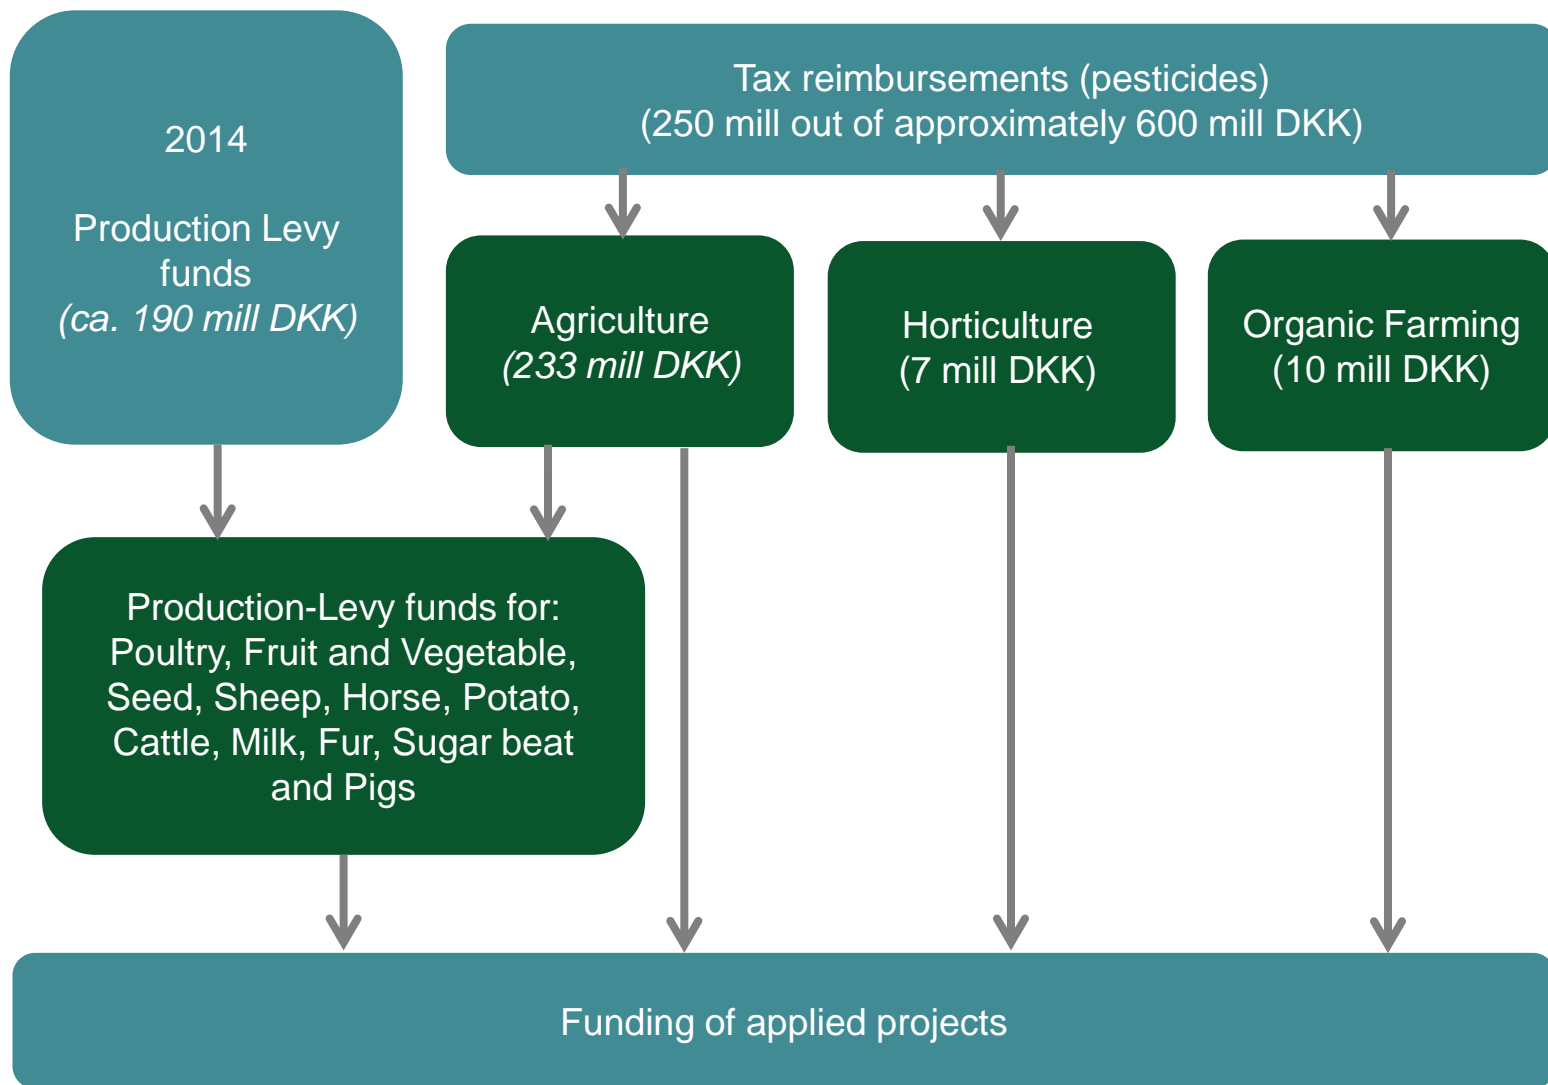 2014
Production Levy
funds
(ca. 190 mill DKK)
Tax reimbursements (pesticides)
(250 mill out of approximately 600 mill DKK)
Agriculture
(233 mill DKK)
Horticulture
(7 mill DKK)
Organic Farming
(10 mill DKK)
Production-Levy funds for:
Poultry, Fruit and Vegetable,
Seed, Sheep, Horse, Potato,
Cattle, Milk, Fur, Sugar beat
and Pigs
Funding of applied projects